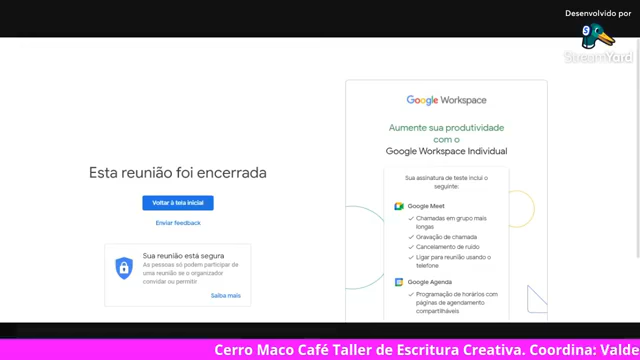 Desenvolvido por
StreamYard
Google Workspace
Aumente sua produtividade
com o
Google Workspace Individual
Sua assinatura de teste inclui o
seguinte:
Google Meet
Chamadas em grupo mais
longas
Gravação de chamada
Cancelamento de ruído
Ligar para reunião usando o
telefone
Google Agenda
Programação de horários com
páginas de agendamento
compartilháveis
Esta reunião foi encerrada
Voltar à tela inicial
Enviar feedback
Sua reunião está segura
As pessoas só podem participar de
uma reunião se o organizador
convidar ou permitir
Saiba mais
Cerro Maco Café Taller de Escritura Creativa. Coordina: Valde